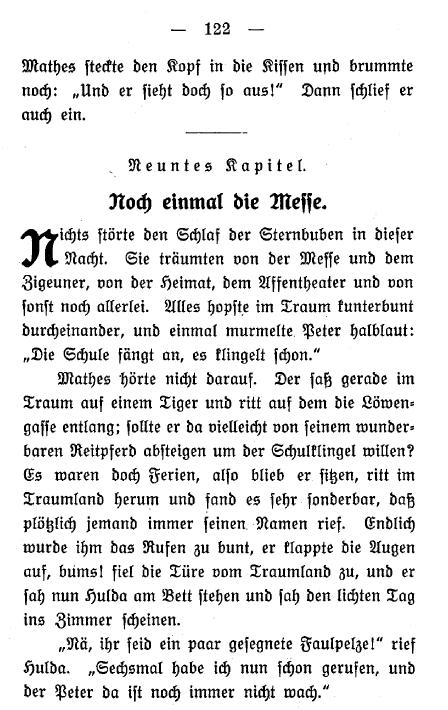 — 122 —
Mathes steckte den Kopf in die Kissen und brummte
noch: „Und er sieht doch so aus!“ Dann schlief er
auch ein.
Neuntes Kapitel.
Noch einmal die Messe.
Nichts störte den Schlaf der Sternbuben in dieser
Nacht. Sie träumten von der Messe und dem
Zigeuner, von der Heimat, dem Affentheater und von
sonst noch allerlei. Alles hopste im Traum kunterbunt
durcheinander, und einmal murmelte Peter halblaut:
„Die Schule fängt an, es klingelt schon.“
Mathes hörte nicht darauf. Der saß gerade im
Traum auf einem Tiger und ritt auf dem die Löwen-
gasse entlang; sollte er da vielleicht von seinem wunder-
baren Reitpferd absteigen um der Schulklingel willen?
Es waren doch Ferien, also blieb er sitzen, ritt im
Traumland herum und fand es sehr sonderbar, daß
plötzlich jemand immer seinen Namen rief. Endlich
wurde ihm das Rufen zu bunt, er klappte die Augen
auf, bums! fiel die Türe vom Traumland zu, und er
sah nun Hulda am Bett stehen und sah den lichten Tag
ins Zimmer scheinen.
„Nä, ihr seid ein paar gesegnete Faulpelze!“ rief
Hulda. „Sechsmal habe ich nun schon gerufen, und
der Peter da ist noch immer nicht wach.“